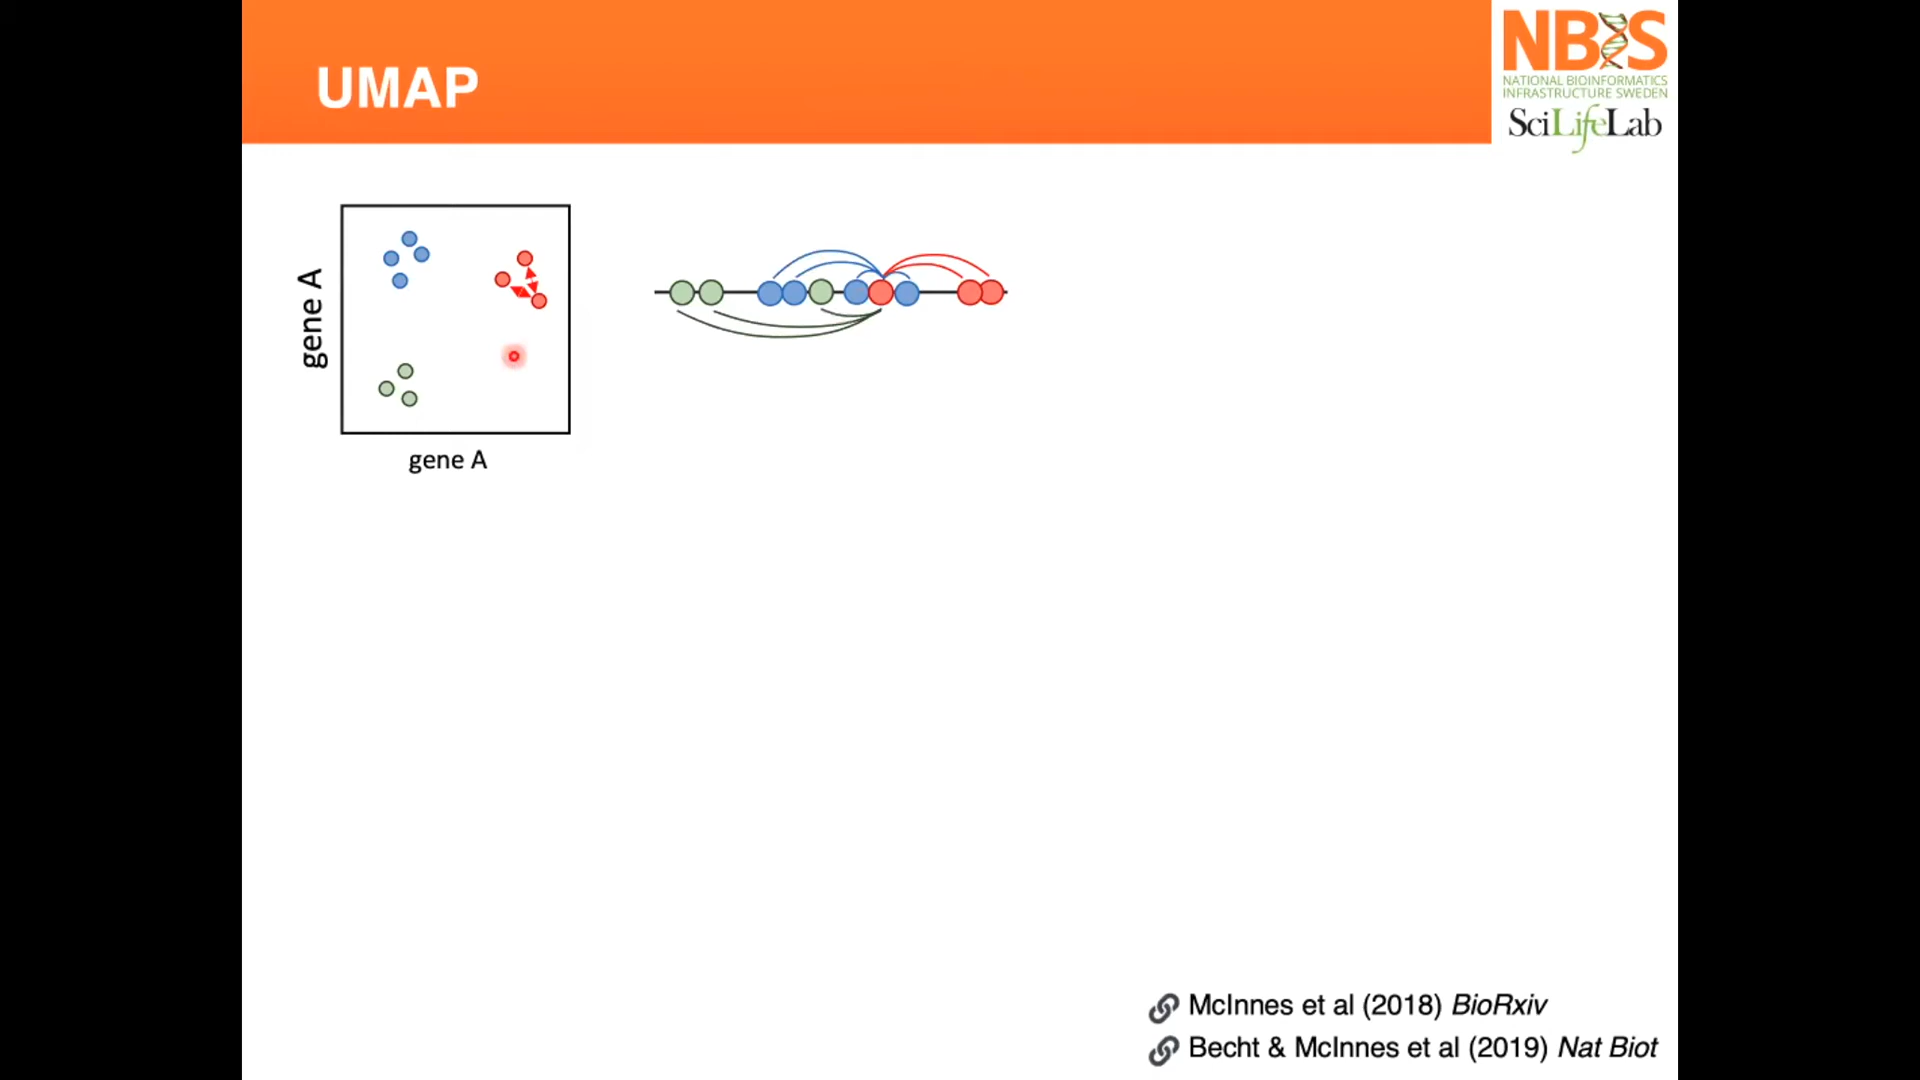 UMAP
NBIS
NATIONAL BIOINFORMATICS
INFRASTRUCTURE SWEDEN
SciLifeLab
gene A
gene A
McInnes et al (2018) BioRxiv
Becht & McInnes et al (2019) Nat Biot